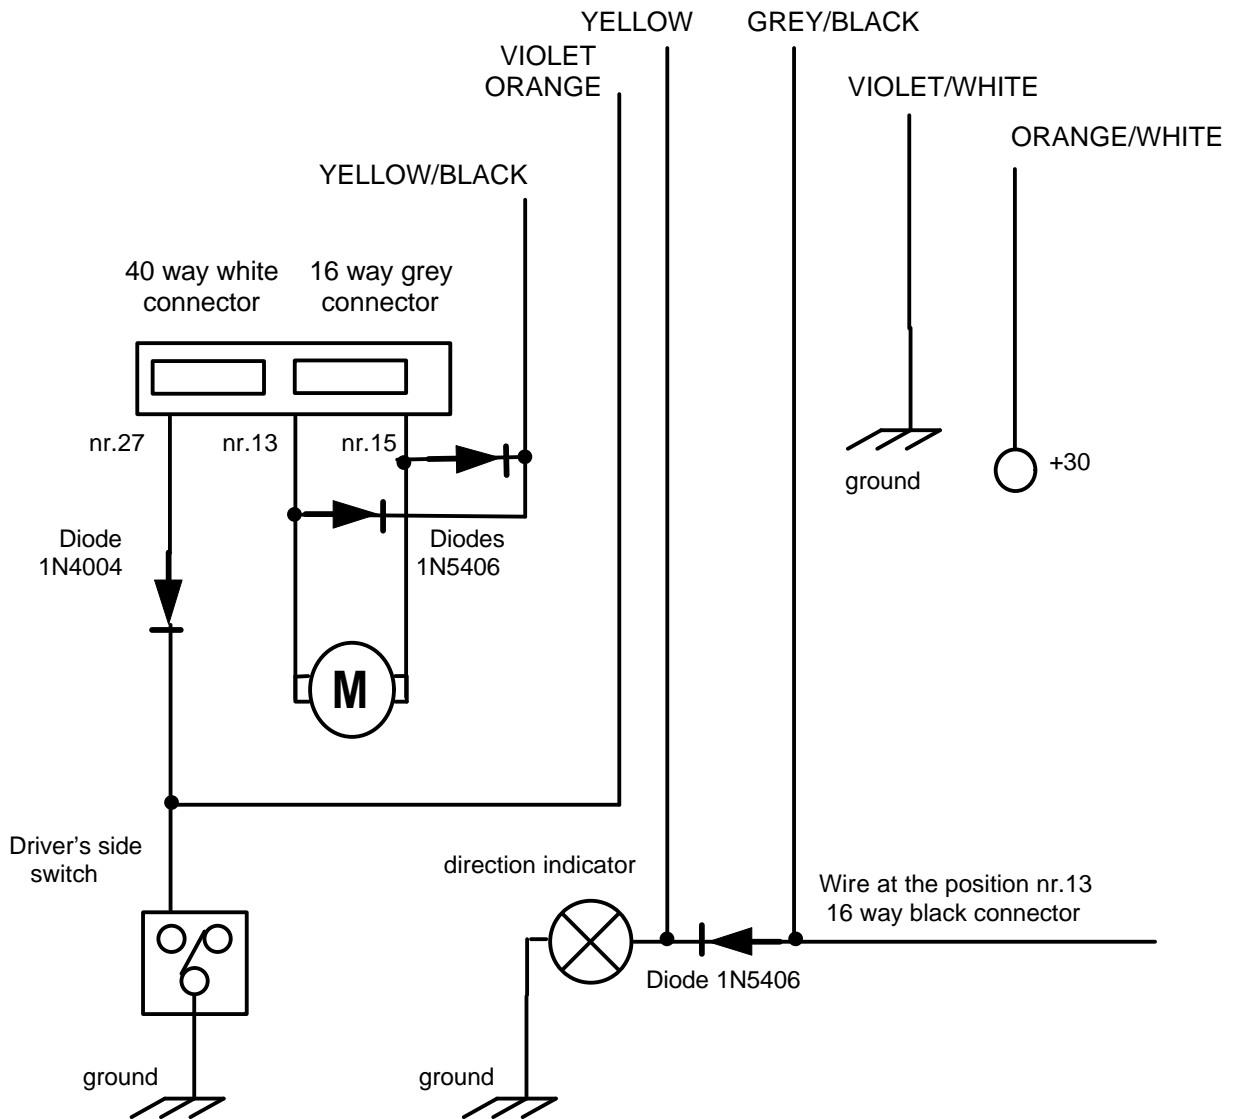 YELLOW
GREY/BLACK
VIOLET
ORANGE
VIOLET/WHITE
ORANGE/WHITE
YELLOW/BLACK
40 way white
connector
16 way grey
connector
nr.27
nr.13
nr.15
ground
+30
Diode
1N4004
Diodes
1N5406
M
Driver's side
switch
direction indicator
Wire at the position nr.13
16 way black connector
Diode 1N5406
ground
ground